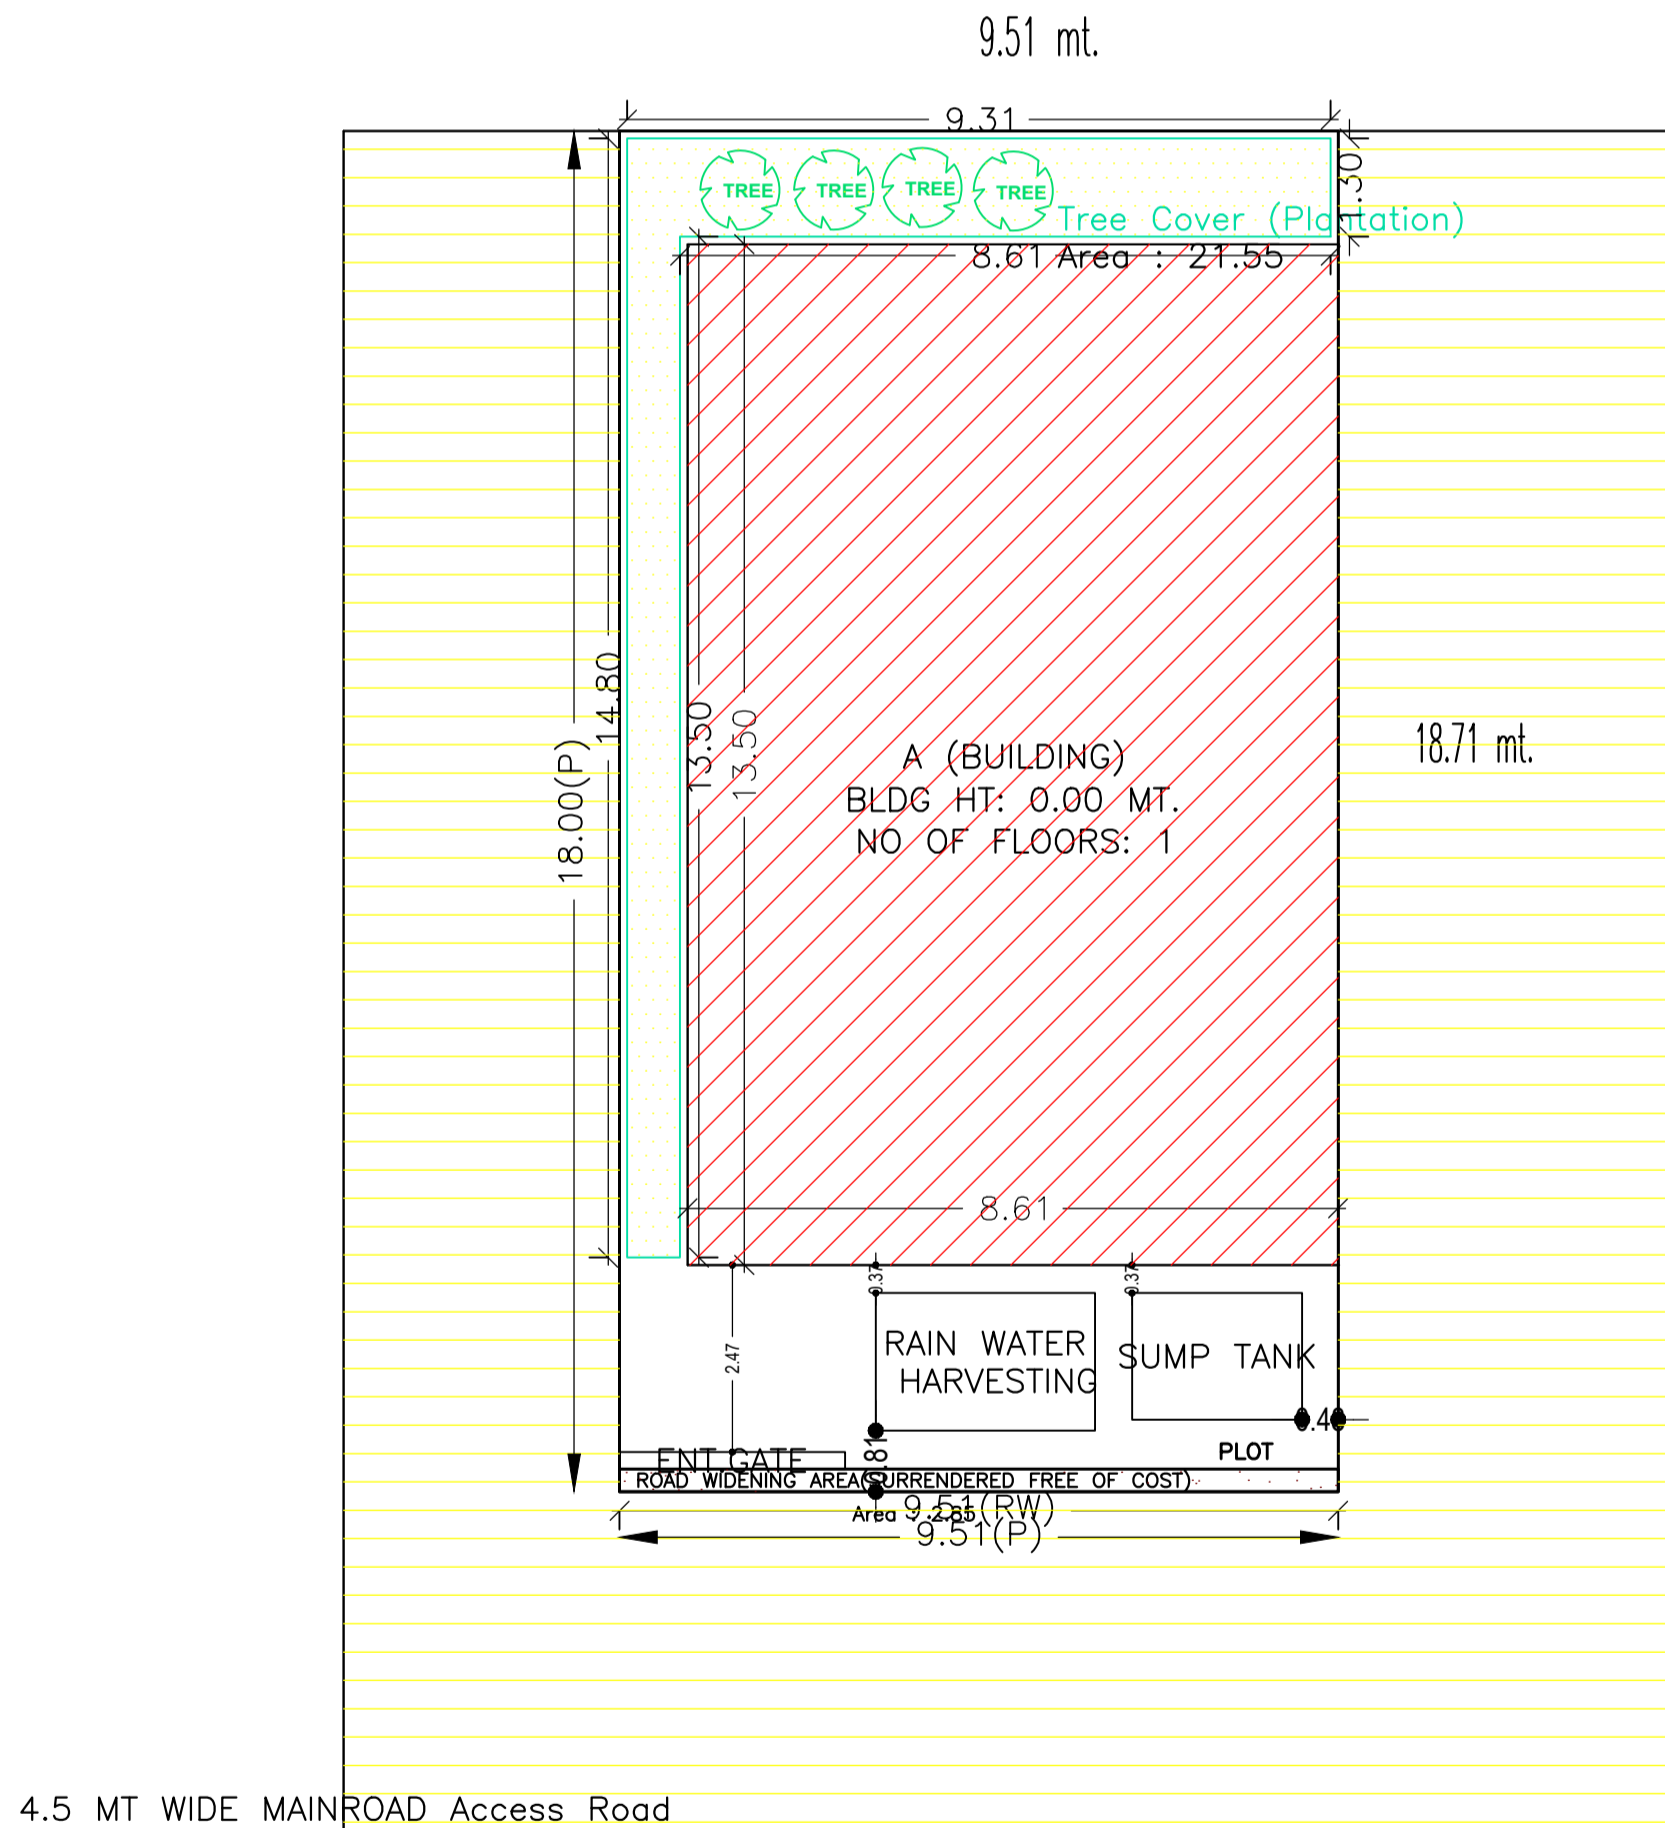 9.51 mt.
9.31
TREE TREE TREE TREE
1.30
Tree Cover (Plantation)
8.61 Area : 21.55
14.80
18.00(P)
13.50
13.50
18.71 mt.
A (BUILDING)
BLDG HT: 0.00 MT.
NO OF FLOORS: 1
8.61
0.37
0.37
2.47
RAIN WATER
HARVESTING
SUMP TANK
PLOT
ENT.GATE
ROAD WIDENING AREA(SURRENDERED FREE OF COST)
9.51(RW)
Area : 2.85
9.51(P)
4.5 MT WIDE MAINROAD Access Road